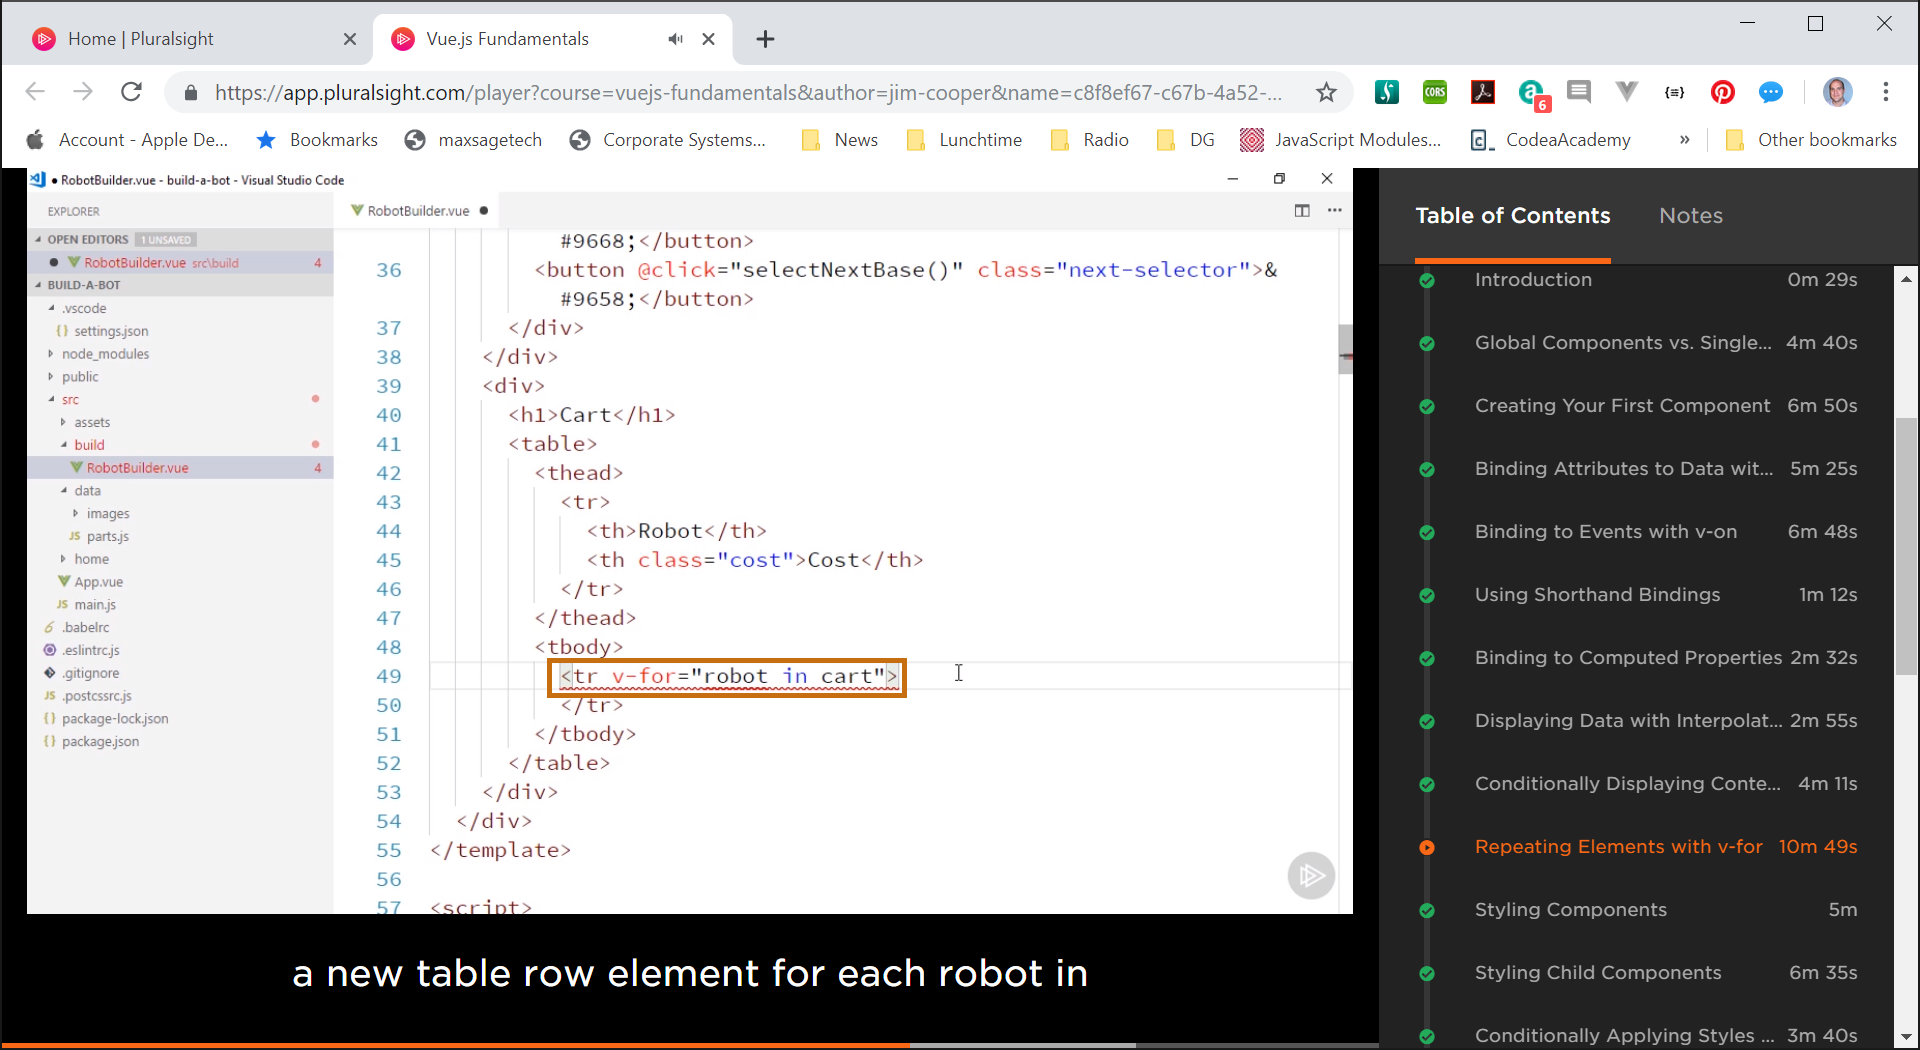 Home | Pluralsight
Vue.js Fundamentals
https://app.pluralsight.com/player?course=vuejs-fundamentals&author=jim-cooper&name=c8f8ef67-c67b-4a52-...
CORS
6
{≡}
Account - Apple De...
Bookmarks
maxsagetech
Corporate Systems...
News
Lunchtime
Radio
DG
JavaScript Modules...
CodeaAcademy
»
Other bookmarks
● RobotBuilder.vue - build-a-bot - Visual Studio Code
EXPLORER
OPEN EDITORS 1 UNSAVED
RobotBuilder.vue src\build 4
BUILD-A-BOT
.vscode
{} settings.json
node_modules
public
src
assets
build
RobotBuilder.vue 4
data
images
JS parts.js
home
App.vue
JS main.js
.babelrc
.eslintrc.js
.gitignore
JS .postcssrc.js
{} package-lock.json
{} package.json
RobotBuilder.vue ●
#9668;</button>
36 <button @click="selectNextBase()" class="next-selector">&
#9658;</button>
37 </div>
38 </div>
39 <div>
40 <h1>Cart</h1>
41 <table>
42 <thead>
43 <tr>
44 <th>Robot</th>
45 <th class="cost">Cost</th>
46 </tr>
47 </thead>
48 <tbody>
49 <tr v-for="robot in cart">
50 </tr>
51 </tbody>
52 </table>
53 </div>
54 </div>
55 </template>
56
57 <script>
a new table row element for each robot in
Table of Contents
Notes
Introduction 0m 29s
Global Components vs. Single... 4m 40s
Creating Your First Component 6m 50s
Binding Attributes to Data wit... 5m 25s
Binding to Events with v-on 6m 48s
Using Shorthand Bindings 1m 12s
Binding to Computed Properties 2m 32s
Displaying Data with Interpolat... 2m 55s
Conditionally Displaying Conte... 4m 11s
Repeating Elements with v-for 10m 49s
Styling Components 5m
Styling Child Components 6m 35s
Conditionally Applying Styles ... 3m 40s